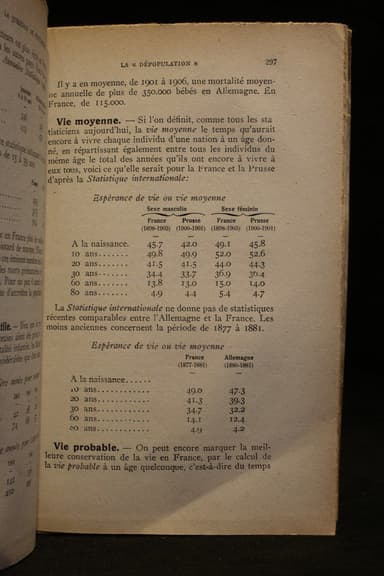 LA « DÉPOPULATION » 297
Il y a en moyenne, de 1901 à 1906, une mortalité moyen-
ne annuelle de plus de 350.000 bébés en Allemagne. En
France, de 115.000.
Vie moyenne. — Si l'on définit, comme tous les sta
tisticiens aujourd'hui, la vie moyenne le temps qu'aurait
encore à vivre chaque individu d'une nation à un âge don-
né, en répartissant également entre tous les individus du
même âge le total des années qu'ils ont encore à vivre à
eux tous, voici ce qu'elle serait pour la France et la Prusse
d'après la Statistique internationale:
Espérance de vie ou vie moyenne
Sexe masculin Sexe féminin
France Prusse France Prusse
(1898-1903) (1900-1901) (1898-1903) (1900-1901)
A la naissance. 45.7 42.0 49.1 45.8
10 ans....... 49.8 49.9 52.0 52.6
20 ans....... 41.5 41.5 44.0 44.3
30 ans...... 34.4 33.7 36.9 36.4
60 ans....... 13.8 13.0 15.0 14.0
80 ans....... 4.9 4.4 5.4 4.7
La Statistique internationale ne donne pas de statistiques
récentes comparables entre l'Allemagne et la France. Les
moins anciennes concernent la période de 1877 à 1881.
Espérance de vie ou vie moyenne
France Allemagne
(1877-1881) (1880-1881)
A la naissance......
10 ans........... 49.0 47.3
20 ans........... 41.3 39.3
30 ans........... 34.7 32.2
60 ans........... 14.1 12.4
80 ans........... 4.9 4.2
Vie probable. — On peut encore marquer la meil-
leure conservation de la vie en France, par le calcul de
la vie probable à un âge quelconque, c'est-à-dire du temps